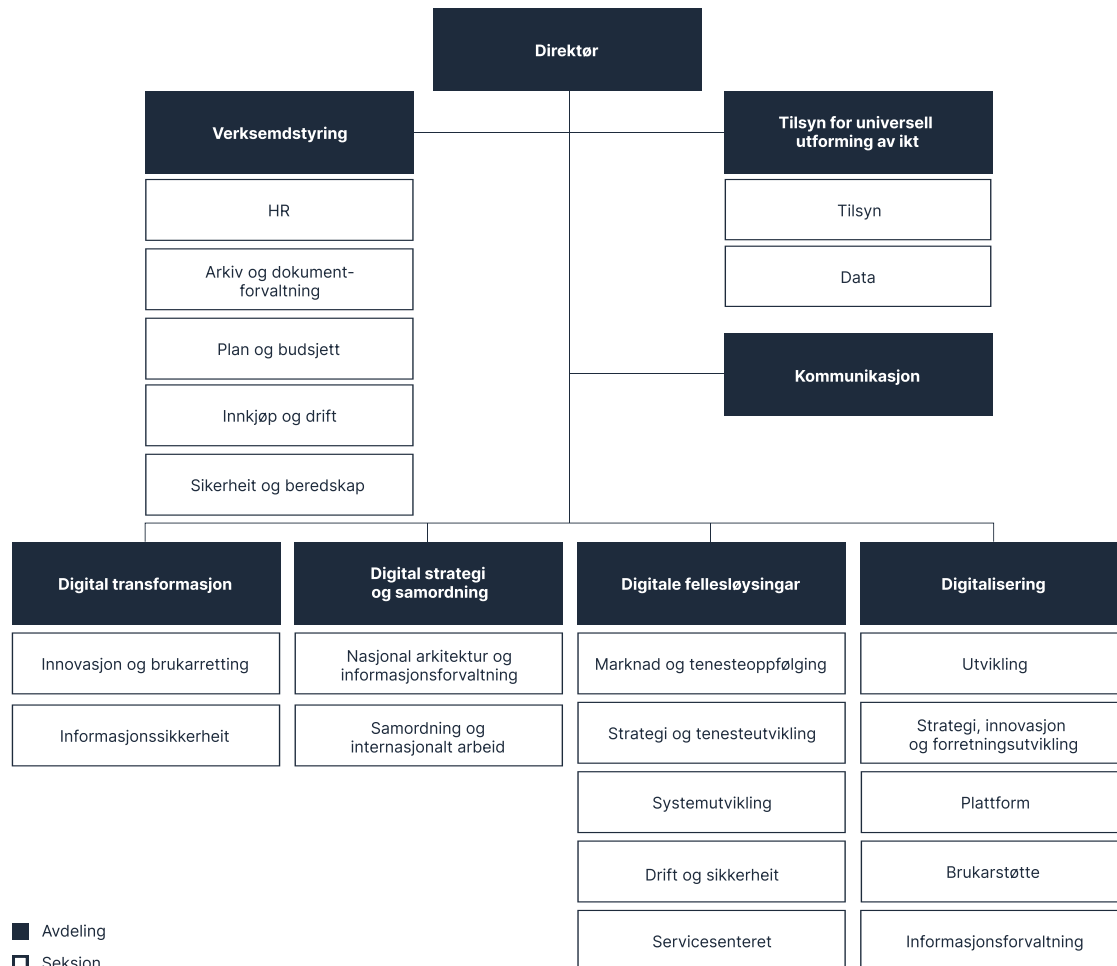 Direktør
Verksemdstyring
HR
Arkiv og dokument-
forvaltning
Plan og budsjett
Innkjøp og drift
Sikerheit og beredskap
Tilsyn for universell
utforming av ikt
Tilsyn
Data
Kommunikasjon
Digital transformasjon
Innovasjon og brukarretting
Informasjonssikkerheit
Digital strategi
og samordning
Nasjonal arkitektur og
informasjonsforvaltning
Samordning og
internasjonalt arbeid
Digitale fellesløysingar
Marknad og tenesteoppfølging
Strategi og tenesteutvikling
Systemutvikling
Drift og sikkerheit
Servicesenteret
Digitalisering
Utvikling
Strategi, innovasjon
og forretningsutvikling
Plattform
Brukarstøtte
Informasjonsforvaltning
Avdeling
Seksjon